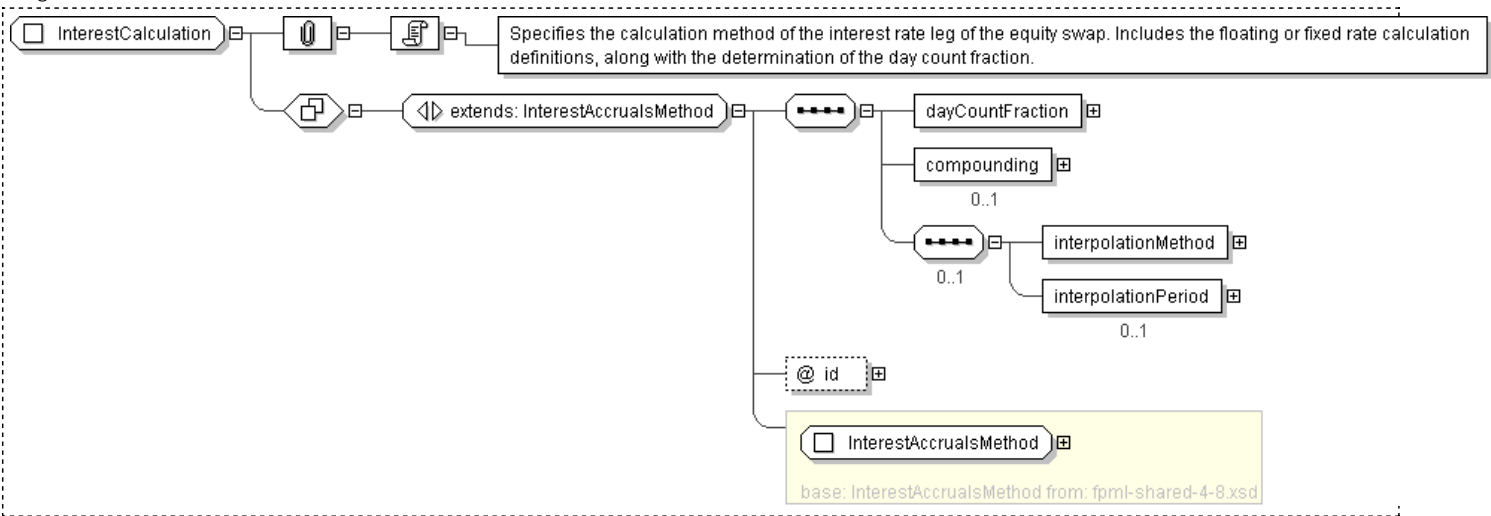 InterestCalculation
Specifies the calculation method of the interest rate leg of the equity swap. Includes the floating or fixed rate calculation
definitions, along with the determination of the day count fraction.
extends: InterestAccrualsMethod
dayCountFraction
compounding
0..1
interpolationMethod
0..1
interpolationPeriod
0..1
@ id
InterestAccrualsMethod
base: InterestAccrualsMethod from: fpml-shared-4-8.xsd